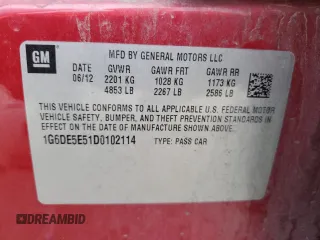 GM
MFD BY GENERAL MOTORS LLC
DATE GVWR GAWR FRT GAWR RR
06/12 2201 KG 1028 KG 1173 KG
4853 LB 2267 LB 2586 LB
THIS VEHICLE CONFORMS TO ALL APPLICABLE U.S. FEDERAL MOTOR
VEHICLE SAFETY, BUMPER, AND THEFT PREVENTION STANDARDS
IN EFFECT ON THE DATE OF MANUFACTURE SHOWN ABOVE.
1G6DE5E51D0102114 TYPE: PASS CAR
STATBID.COM